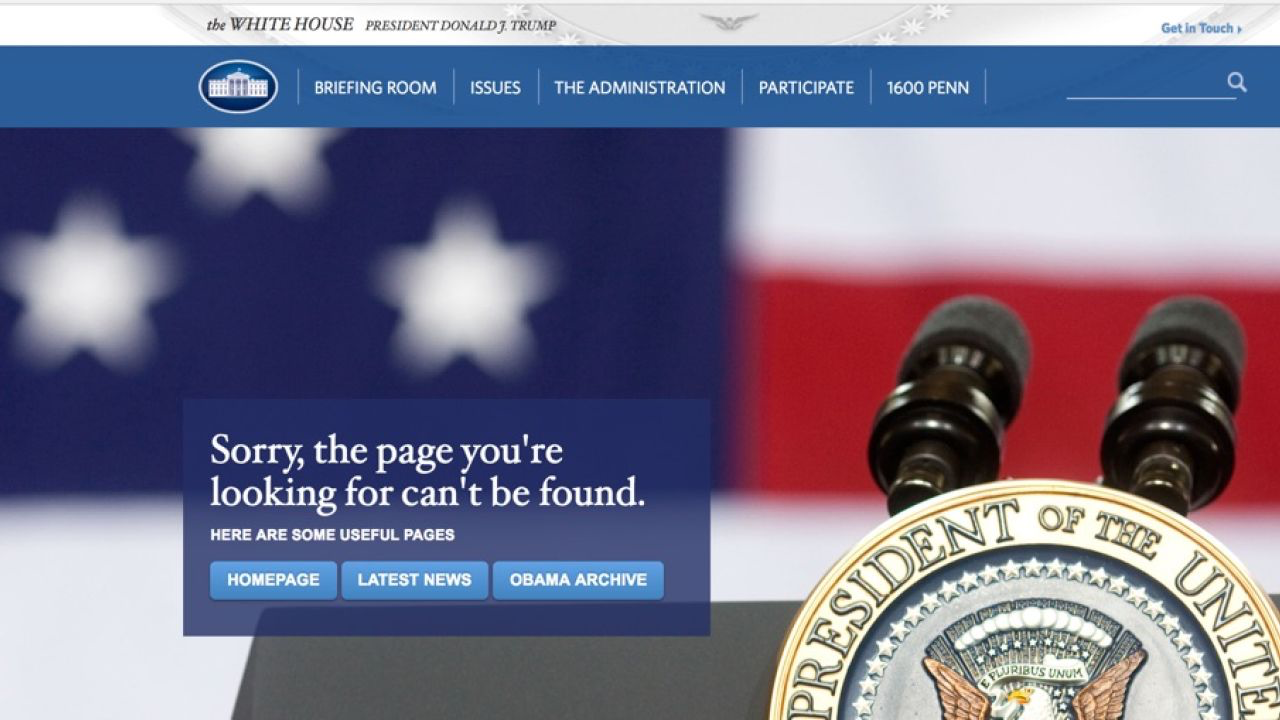 the WHITE HOUSE PRESIDENT DONALD J. TRUMP
Get in Touch
BRIEFING ROOM ISSUES THE ADMINISTRATION PARTICIPATE 1600 PENN
Sorry, the page you're
looking for can't be found.
HERE ARE SOME USEFUL PAGES
HOMEPAGE LATEST NEWS OBAMA ARCHIVE
PRESIDENT OF THE UNITE
E PLURIBUS UNUM